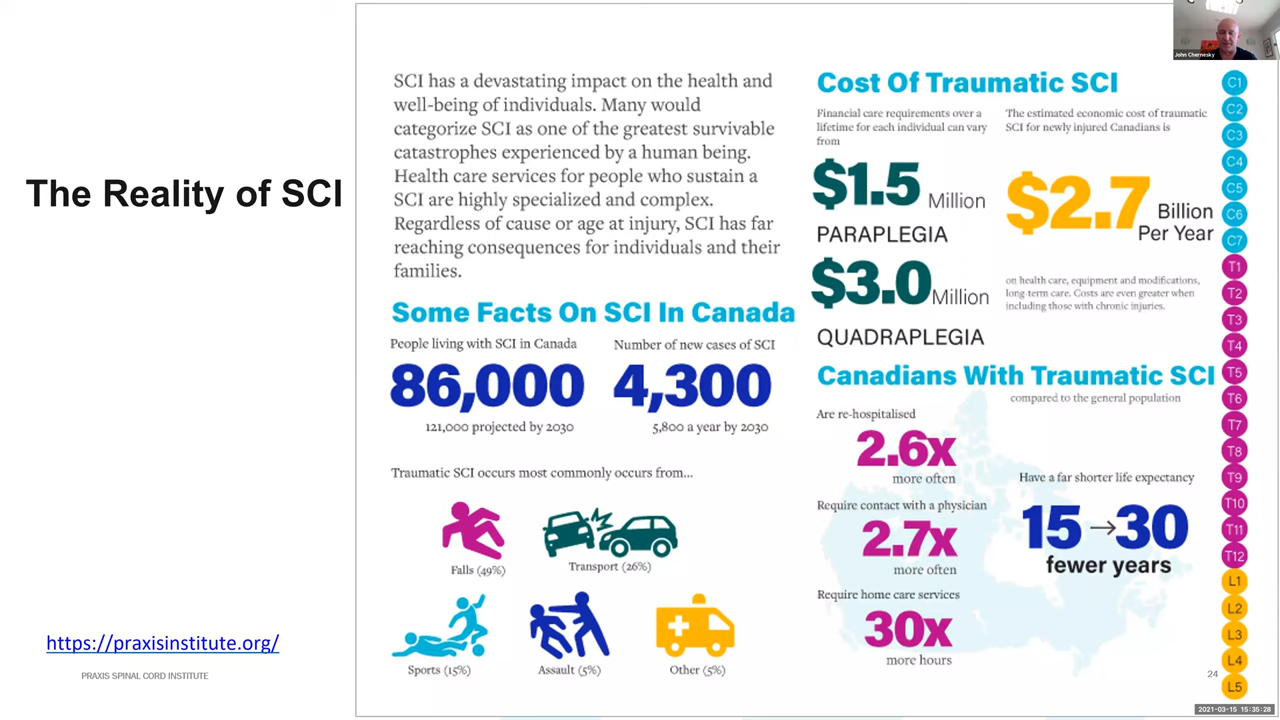 The Reality of SCI
https://praxisinstitute.org/
PRAXIS SPINAL CORD INSTITUTE
SCI has a devastating impact on the health and
well-being of individuals. Many would
categorize SCI as one of the greatest survivable
catastrophes experienced by a human being.
Health care services for people who sustain a
SCI are highly specialized and complex.
Regardless of cause or age at injury, SCI has far
reaching consequences for individuals and their
families.
Some Facts On SCI In Canada
People living with SCI in Canada
86,000
121,000 projected by 2030
Number of new cases of SCI
4,300
5,800 a year by 2030
Traumatic SCI occurs most commonly occurs from...
Falls (49%)
Transport (26%)
Sports (15%)
Assault (5%)
Other (5%)
Cost Of Traumatic SCI
Financial care requirements over a
lifetime for each individual can vary
from
$1.5 Million
PARAPLEGIA
$3.0 Million
QUADRAPLEGIA
The estimated economic cost of traumatic
SCI for newly injured Canadians is
$2.7 Billion
Per Year
on health care, equipment and modifications,
long-term care. Costs are even greater when
including those with chronic injuries.
Canadians With Traumatic SCI
compared to the general population
Are re-hospitalised
2.6x
more often
Require contact with a physician
2.7x
more often
Require home care services
30x
more hours
Have a far shorter life expectancy
15→30
fewer years
24
John Chernesky
C1
C2
C3
C4
C5
C6
C7
T1
T2
T3
T4
T5
T6
T7
T8
T9
T10
T11
T12
L1
L2
L3
L4
L5
2021-03-15 15:35:28